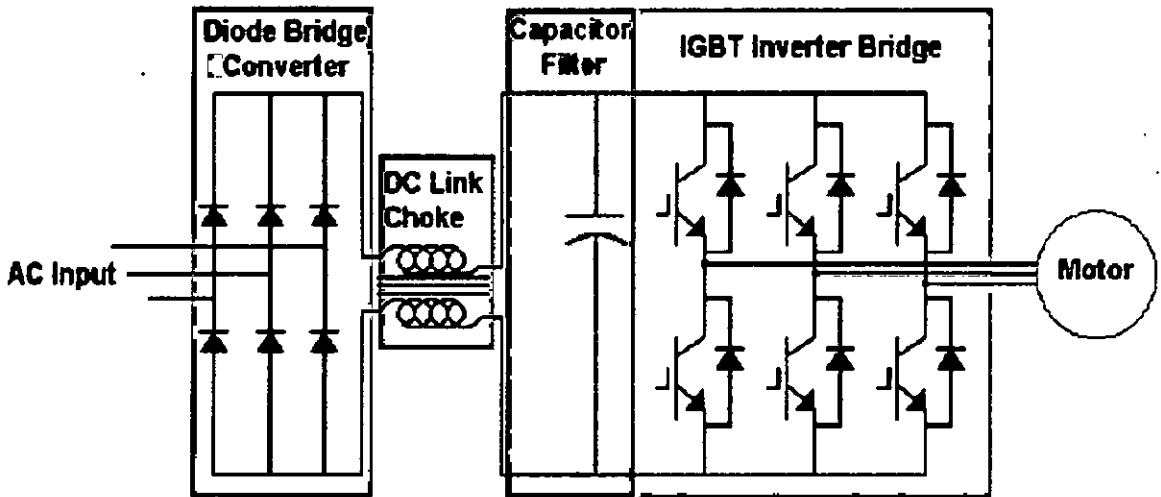 Diode Bridge
Converter
Capacitor
Filter
IGBT Inverter Bridge
DC Link
Choke
AC Input
Motor